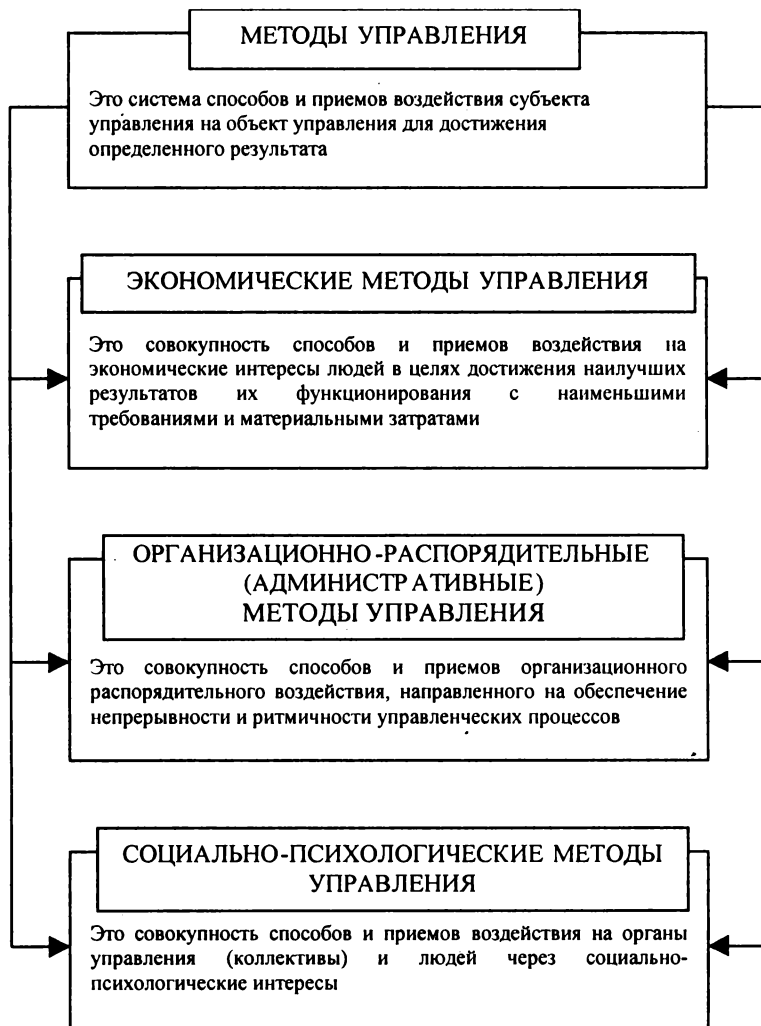 МЕТОДЫ УПРАВЛЕНИЯ
Это система способов и приемов воздействия субъекта
управления на объект управления для достижения
определенного результата
ЭКОНОМИЧЕСКИЕ МЕТОДЫ УПРАВЛЕНИЯ
Это совокупность способов и приемов воздействия на
экономические интересы людей в целях достижения наилучших
результатов их функционирования с наименьшими
требованиями и материальными затратами
ОРГАНИЗАЦИОННО-РАСПОРЯДИТЕЛЬНЫЕ
(АДМИНИСТРАТИВНЫЕ)
МЕТОДЫ УПРАВЛЕНИЯ
Это совокупность способов и приемов организационного
распорядительного воздействия, направленного на обеспечение
непрерывности и ритмичности управленческих процессов
СОЦИАЛЬНО-ПСИХОЛОГИЧЕСКИЕ МЕТОДЫ
УПРАВЛЕНИЯ
Это совокупность способов и приемов воздействия на органы
управления (коллективы) и людей через социально-
психологические интересы